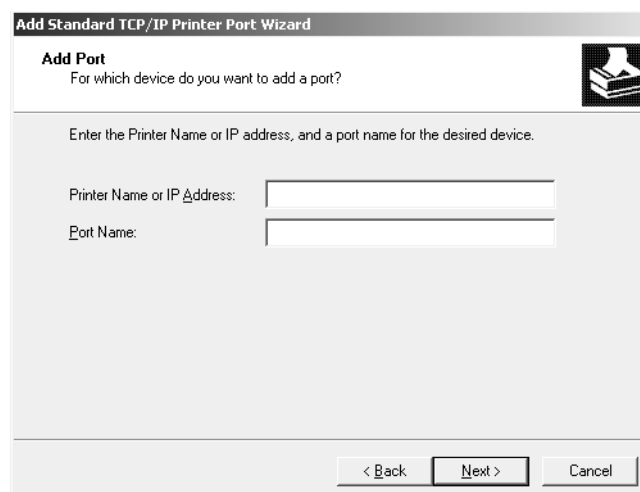 Add Standard TCP/IP Printer Port Wizard
Add Port
For which device do you want to add a port?
Enter the Printer Name or IP address, and a port name for the desired device.
Printer Name or IP Address:
Port Name:
< Back
Next >
Cancel